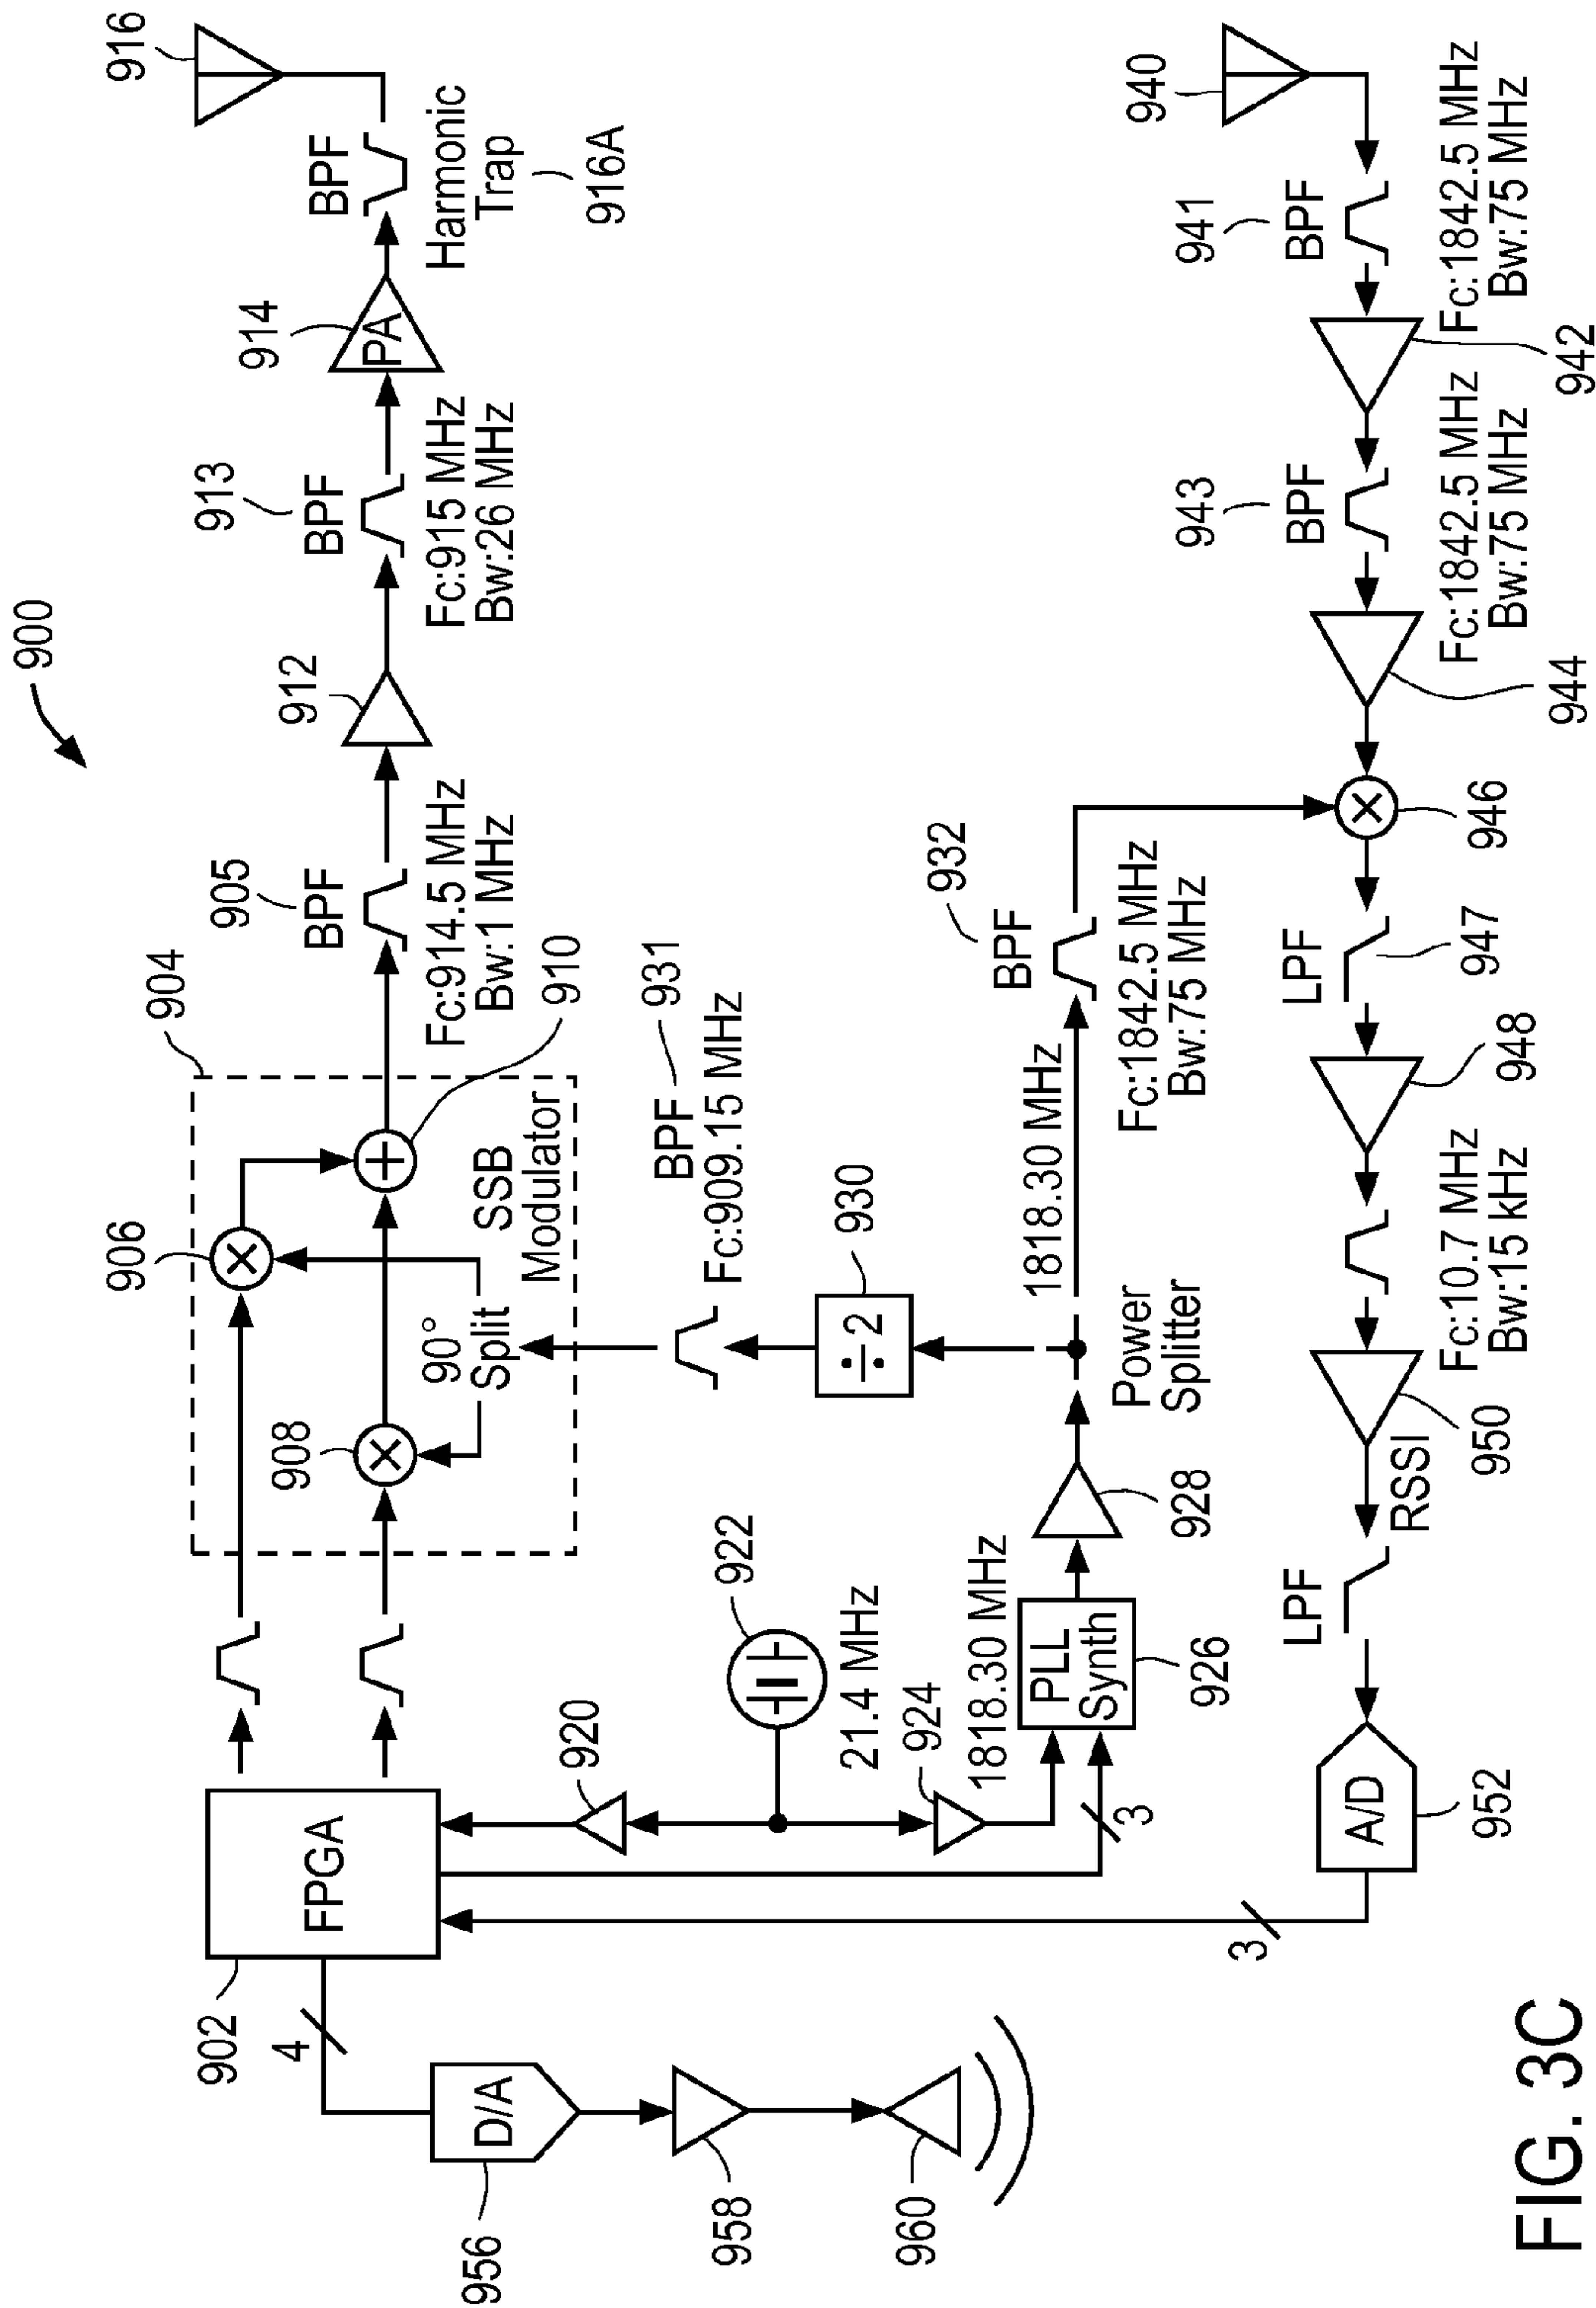 900
916
BPF
Harmonic
Trap
916A
914
PA
913
BPF
Fc:915 MHz
Bw:26 MHz
912
905
BPF
Fc:914.5 MHz
Bw:1 MHz
904
910
906
908
90°
Split
SSB
Modulator
BPF
931
Fc:909.15 MHz
930
÷2
902
FPGA
4
956
D/A
958
960
920
922
21.4 MHz
924
1818.30 MHz
PLL
Synth
926
3
928
Power
Splitter
1818.30 MHz
932
BPF
Fc:1842.5 MHz
Bw:75 MHz
940
941
BPF
Fc:1842.5 MHz
Bw:75 MHz
942
943
BPF
Fc:1842.5 MHz
Bw:75 MHz
944
946
LPF
947
948
Fc:10.7 MHz
Bw:15 kHz
950
RSSI
LPF
A/D
952
3
FIG. 3C